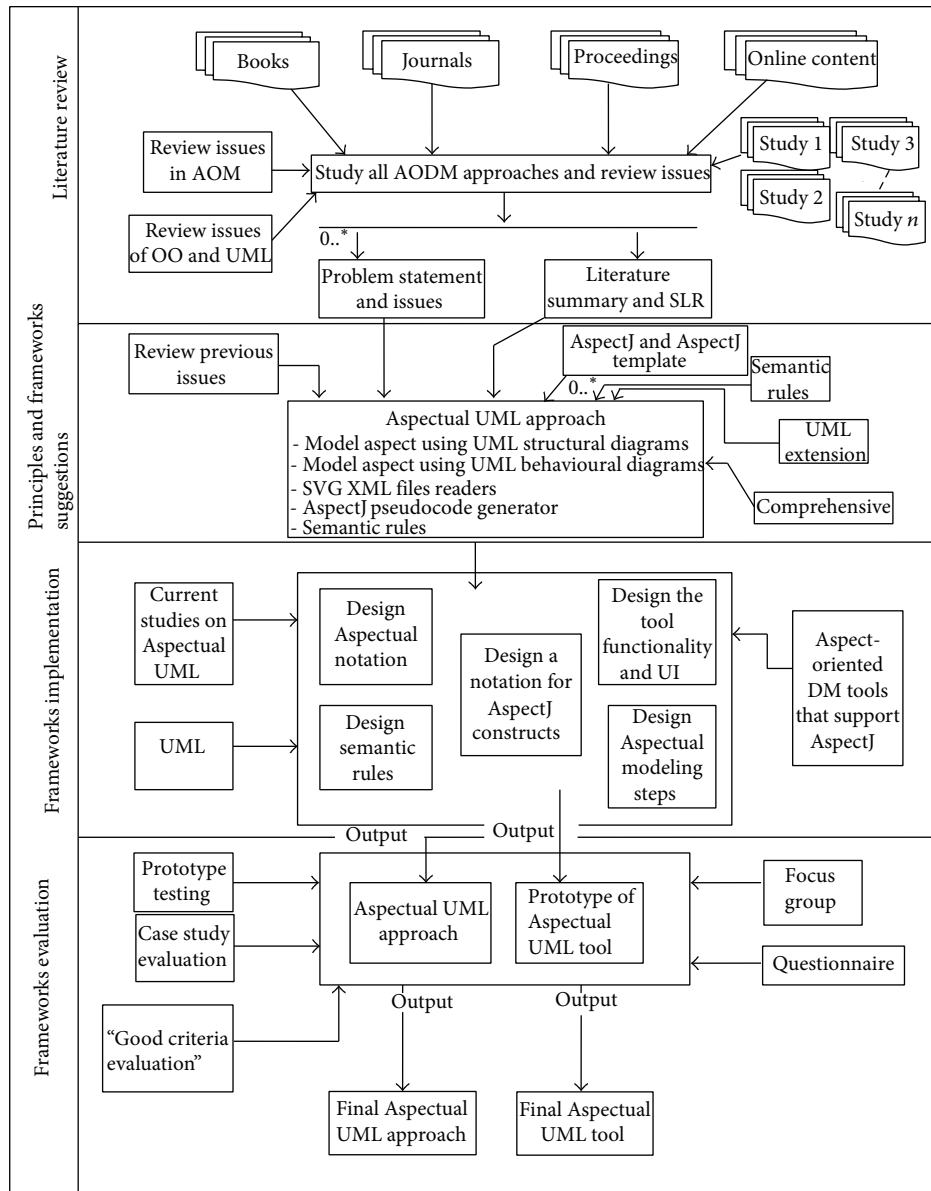 Literature review
Books
Journals
Proceedings
Online content
Review issues
in AOM
Study all AODM approaches and review issues
Study 1
Study 3
Study 2
Study n
Review issues
of OO and UML
0..*
Problem statement
and issues
Literature
summary and SLR
Principles and frameworks
suggestions
Review previous
issues
AspectJ and AspectJ
template
0..*
Semantic
rules
Aspectual UML approach
- Model aspect using UML structural diagrams
- Model aspect using UML behavioural diagrams
- SVG XML files readers
- AspectJ pseudocode generator
- Semantic rules
UML
extension
Comprehensive
Frameworks implementation
Current
studies on
Aspectual
UML
Design
Aspectual
notation
Design a
notation for
AspectJ
constructs
Design the
tool
functionality
and UI
Aspect-
oriented
DM tools
that support
AspectJ
UML
Design
semantic
rules
Design
Aspectual
modeling
steps
Output
Output
Frameworks evaluation
Prototype
testing
Case study
evaluation
Aspectual UML
approach
Prototype of
Aspectual
UML tool
Focus
group
Questionnaire
“Good criteria
evaluation”
Output
Output
Final Aspectual
UML approach
Final Aspectual
UML tool